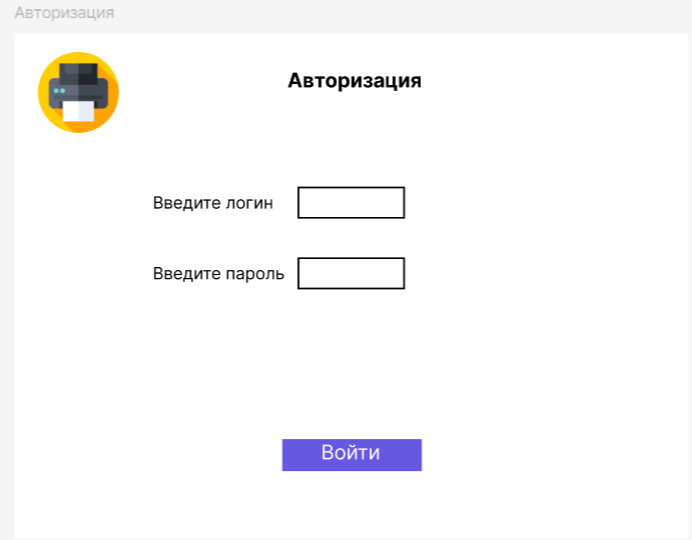 Авторизация
Авторизация
Введите логин
Введите пароль
Войти